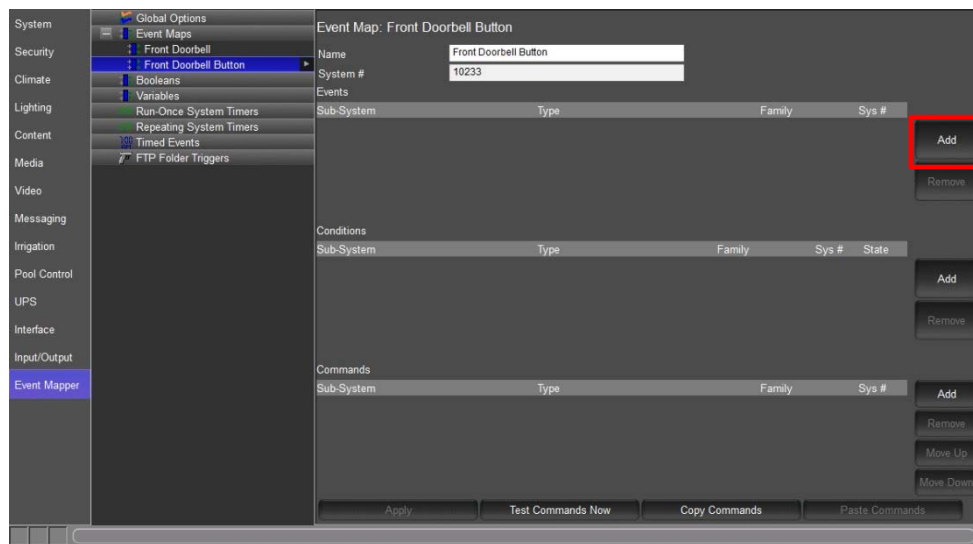 System
Security
Climate
Lighting
Content
Media
Video
Messaging
Irrigation
Pool Control
UPS
Interface
Input/Output
Event Mapper
Global Options
Event Maps
Front Doorbell
Front Doorbell Button
Booleans
Variables
Run-Once System Timers
Repeating System Timers
Timed Events
FTP Folder Triggers
Event Map: Front Doorbell Button
Name Front Doorbell Button
System # 10233
Events
Sub-System Type Family Sys #
Add
Remove
Conditions
Sub-System Type Family Sys # State
Add
Remove
Commands
Sub-System Type Family Sys #
Add
Remove
Move Up
Move Down
Apply Test Commands Now Copy Commands Paste Commands